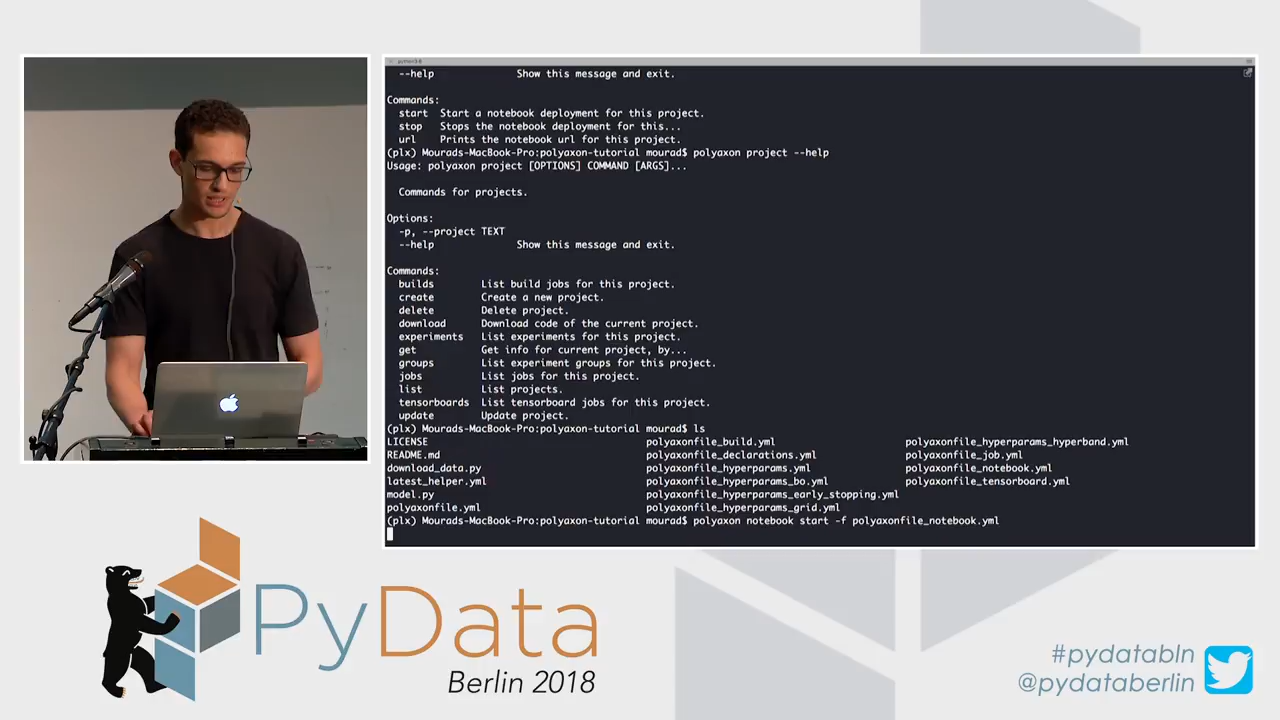 python3.6
--help Show this message and exit.
Commands:
start Start a notebook deployment for this project.
stop Stops the notebook deployment for this...
url Prints the notebook url for this project.
(plx) Mourads-MacBook-Pro:polyaxon-tutorial mourad$ polyaxon project --help
Usage: polyaxon project [OPTIONS] COMMAND [ARGS]...
Commands for projects.
Options:
-p, --project TEXT
--help Show this message and exit.
Commands:
builds List build jobs for this project.
create Create a new project.
delete Delete project.
download Download code of the current project.
experiments List experiments for this project.
get Get info for current project, by...
groups List experiment groups for this project.
jobs List jobs for this project.
list List projects.
tensorboards List tensorboard jobs for this project.
update Update project.
(plx) Mourads-MacBook-Pro:polyaxon-tutorial mourad$ ls
LICENSE polyaxonfile_build.yml polyaxonfile_hyperparams_hyperband.yml
README.md polyaxonfile_declarations.yml polyaxonfile_job.yml
download_data.py polyaxonfile_hyperparams.yml polyaxonfile_notebook.yml
latest_helper.yml polyaxonfile_hyperparams_bo.yml polyaxonfile_tensorboard.yml
model.py polyaxonfile_hyperparams_early_stopping.yml
polyaxonfile.yml polyaxonfile_hyperparams_grid.yml
(plx) Mourads-MacBook-Pro:polyaxon-tutorial mourad$ polyaxon notebook start -f polyaxonfile_notebook.yml
PyData
Berlin 2018
#pydatabln
@pydataberlin